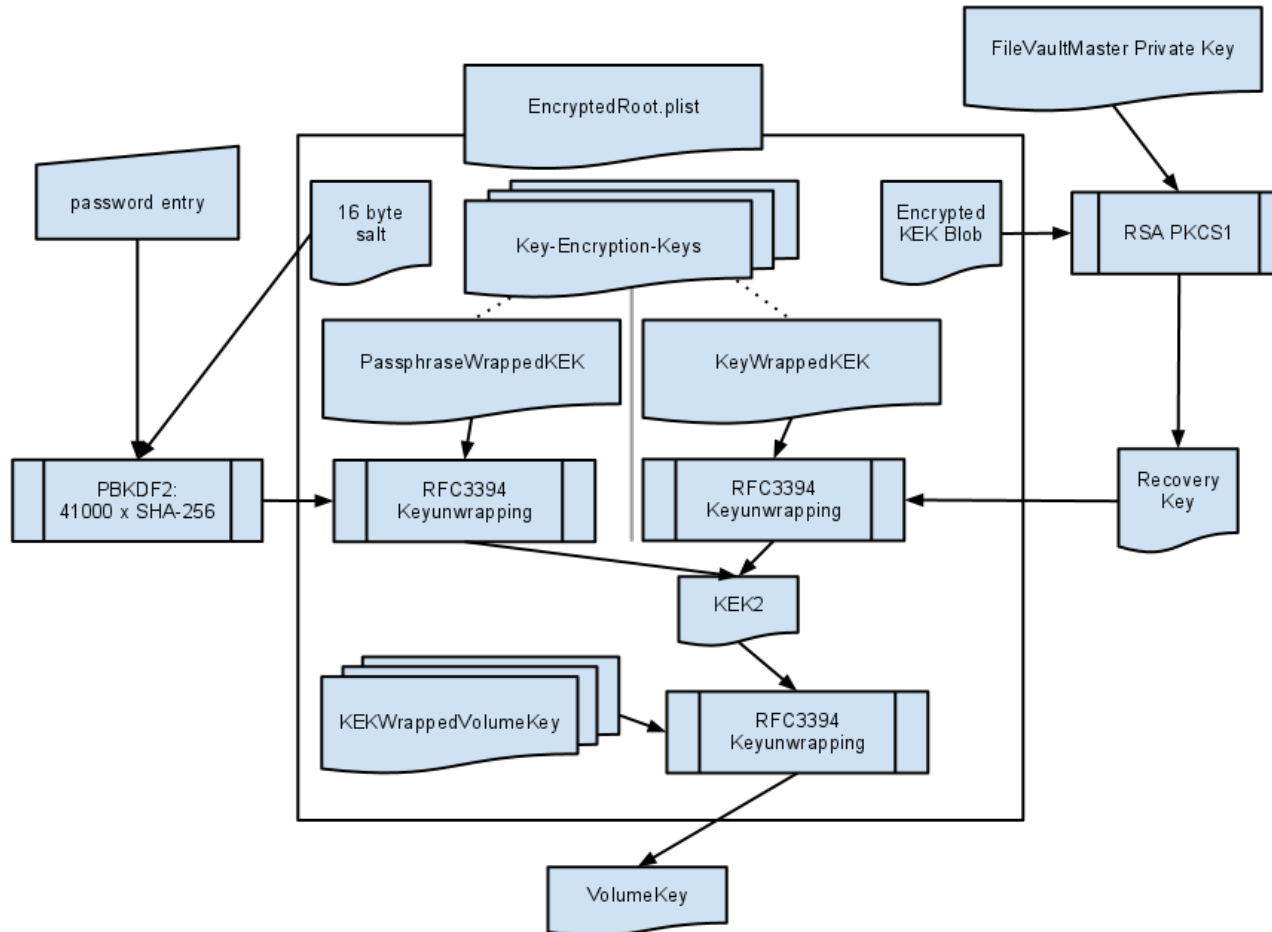 FileVaultMaster Private Key
EncryptedRoot.plist
password entry
16 byte
salt
Key-Encryption-Keys
Encrypted
KEK Blob
RSA PKCS1
PassphraseWrappedKEK
KeyWrappedKEK
PBKDF2:
41000 x SHA-256
RFC3394
Keyunwrapping
RFC3394
Keyunwrapping
Recovery
Key
KEK2
KEKWrappedVolumeKey
RFC3394
Keyunwrapping
VolumeKey